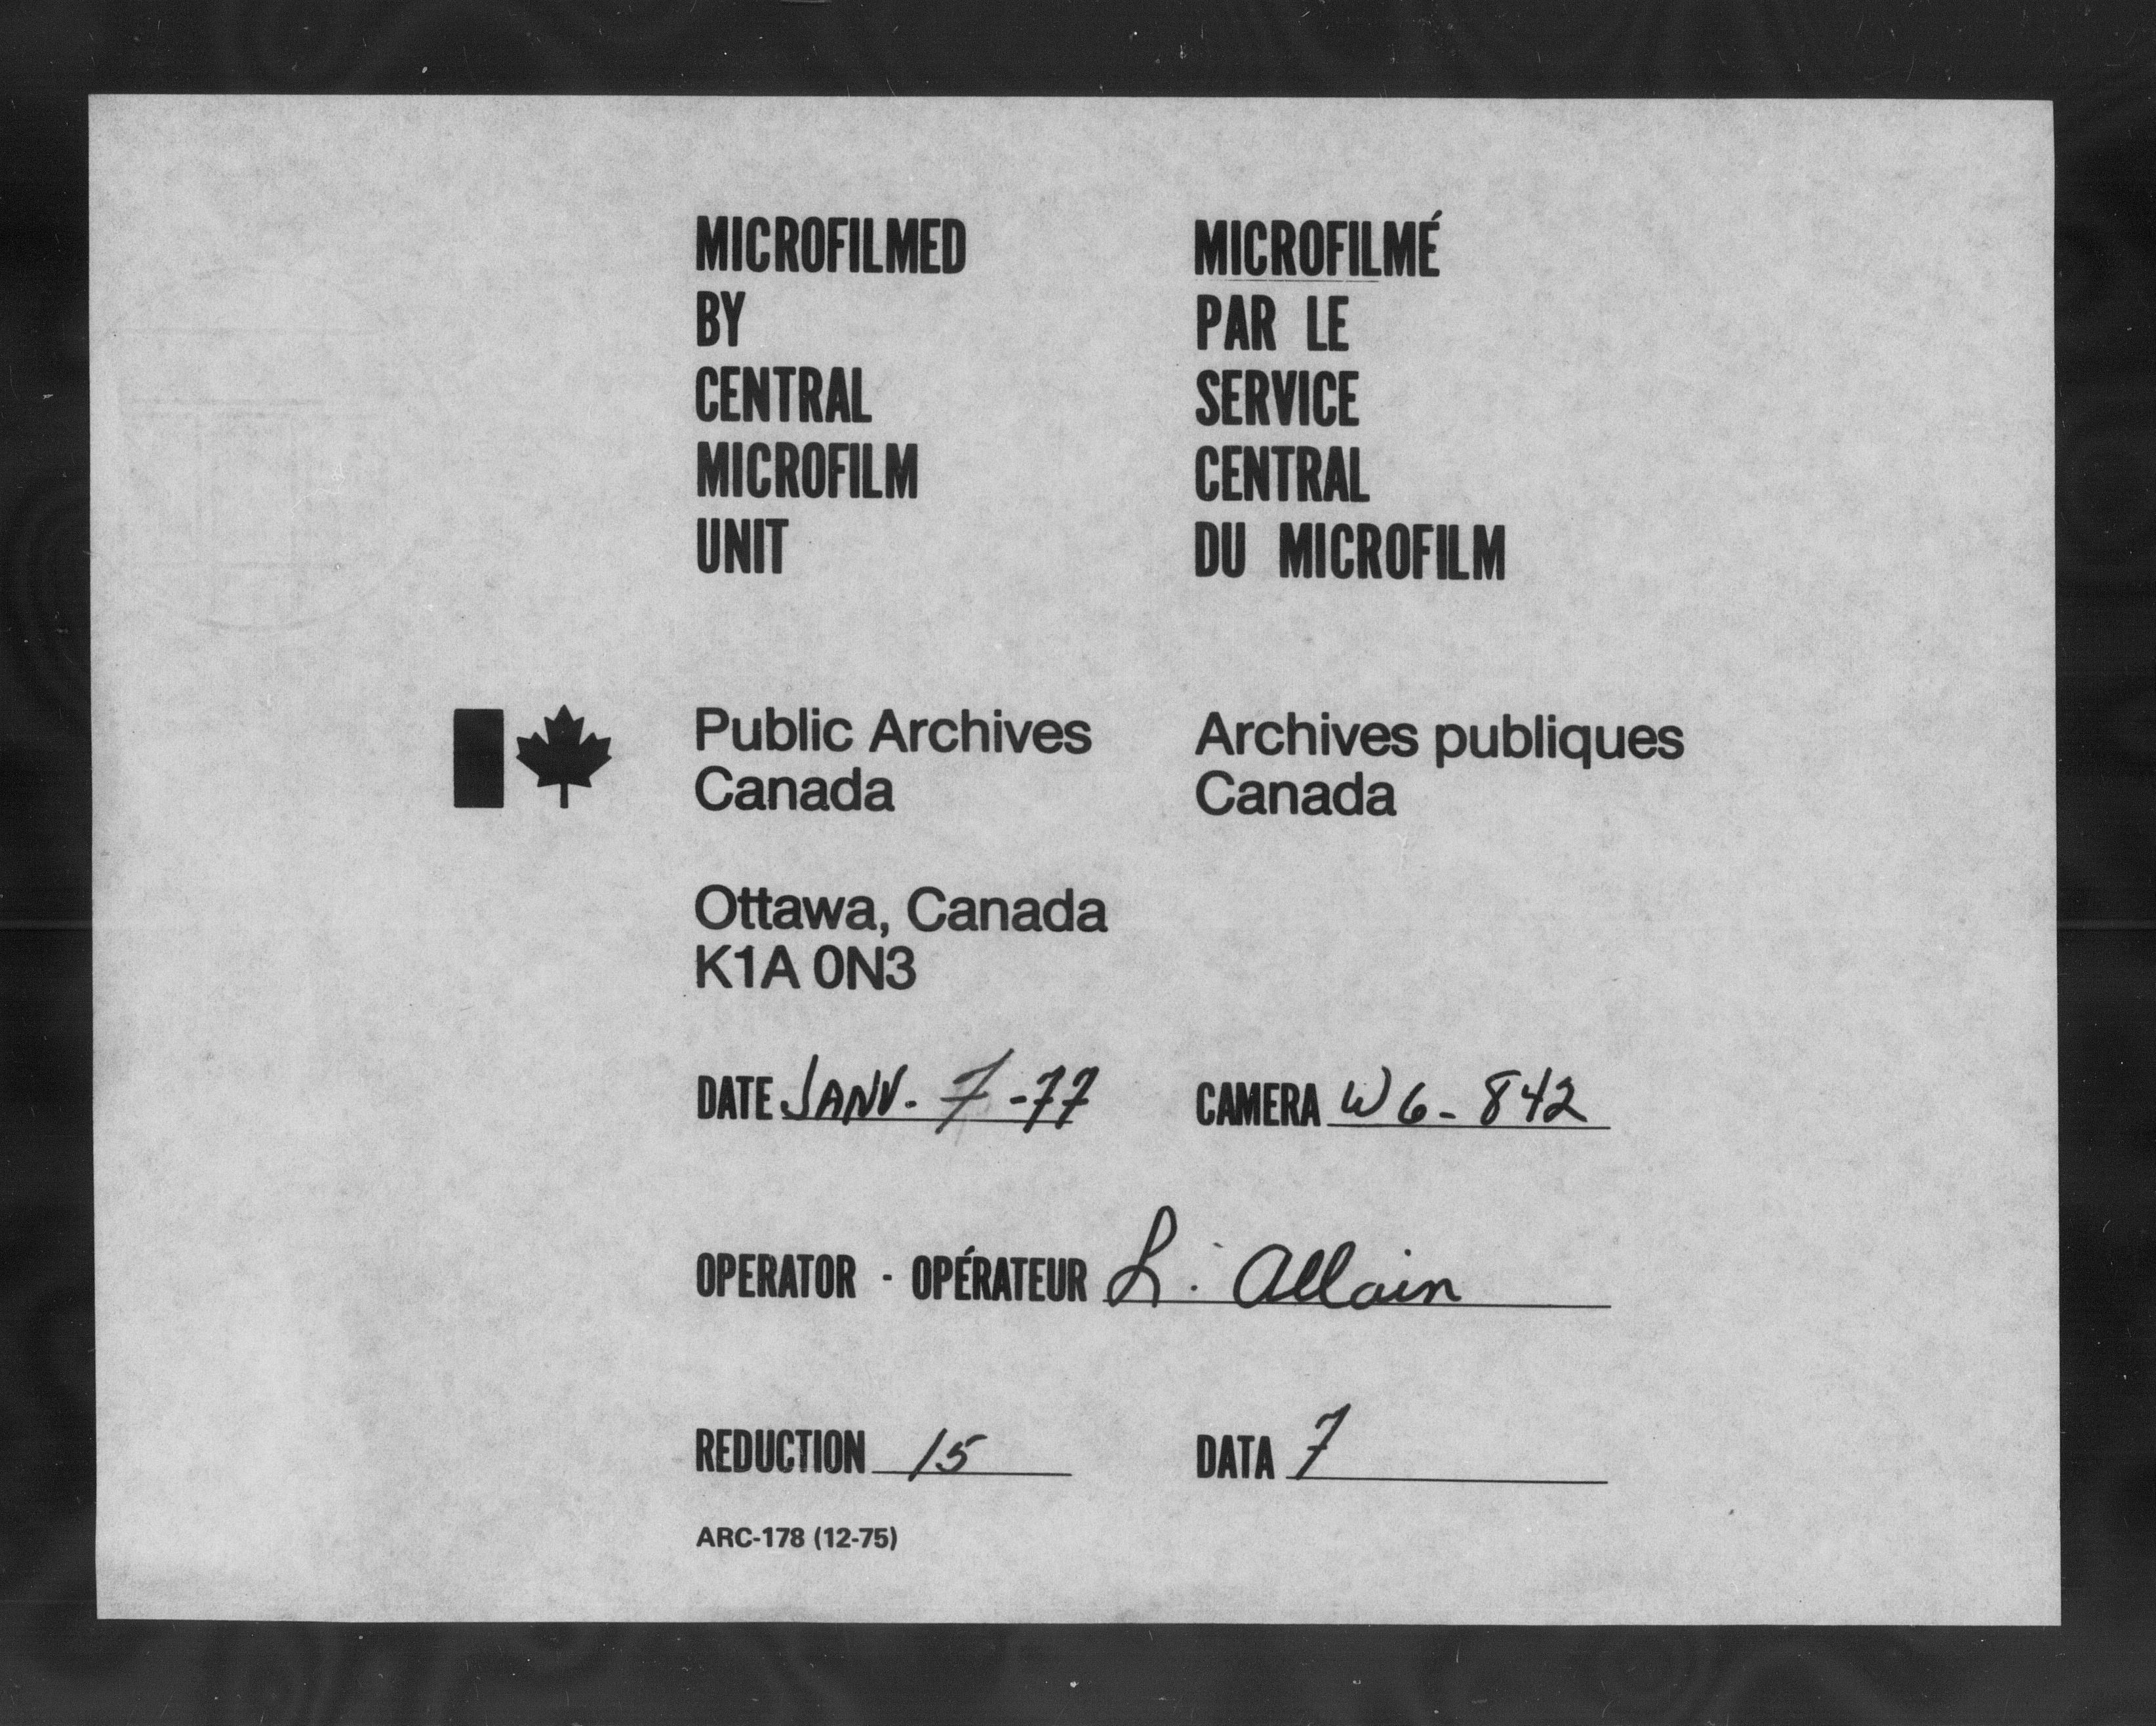 MICROFILMED
BY
CENTRAL
MICROFILM
UNIT
MICROFILMÉ
PAR LE
SERVICE
CENTRAL
DU MICROFILM
Public Archives
Canada
Archives publiques
Canada
Ottawa, Canada
K1A 0N3
DATE JANV. 7-77
CAMERA W6-842
OPERATOR - OPÉRATEUR L. Allain
REDUCTION 15
DATA 7
ARC-178 (12-75)